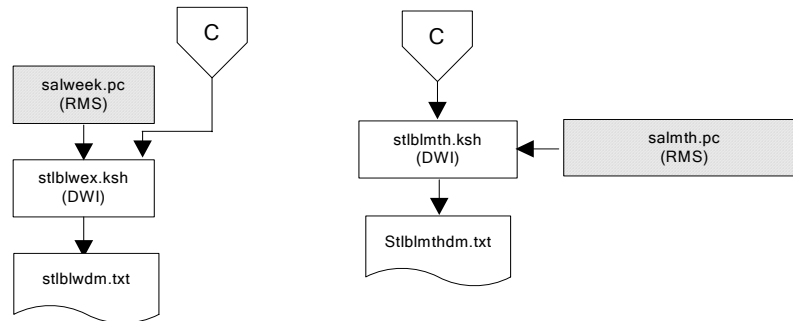 C
salweek.pc
(RMS)
stlblwex.ksh
(DWI)
stlblwdm.txt
C
stlblmth.ksh
(DWI)
salmth.pc
(RMS)
Stlblmthdm.txt